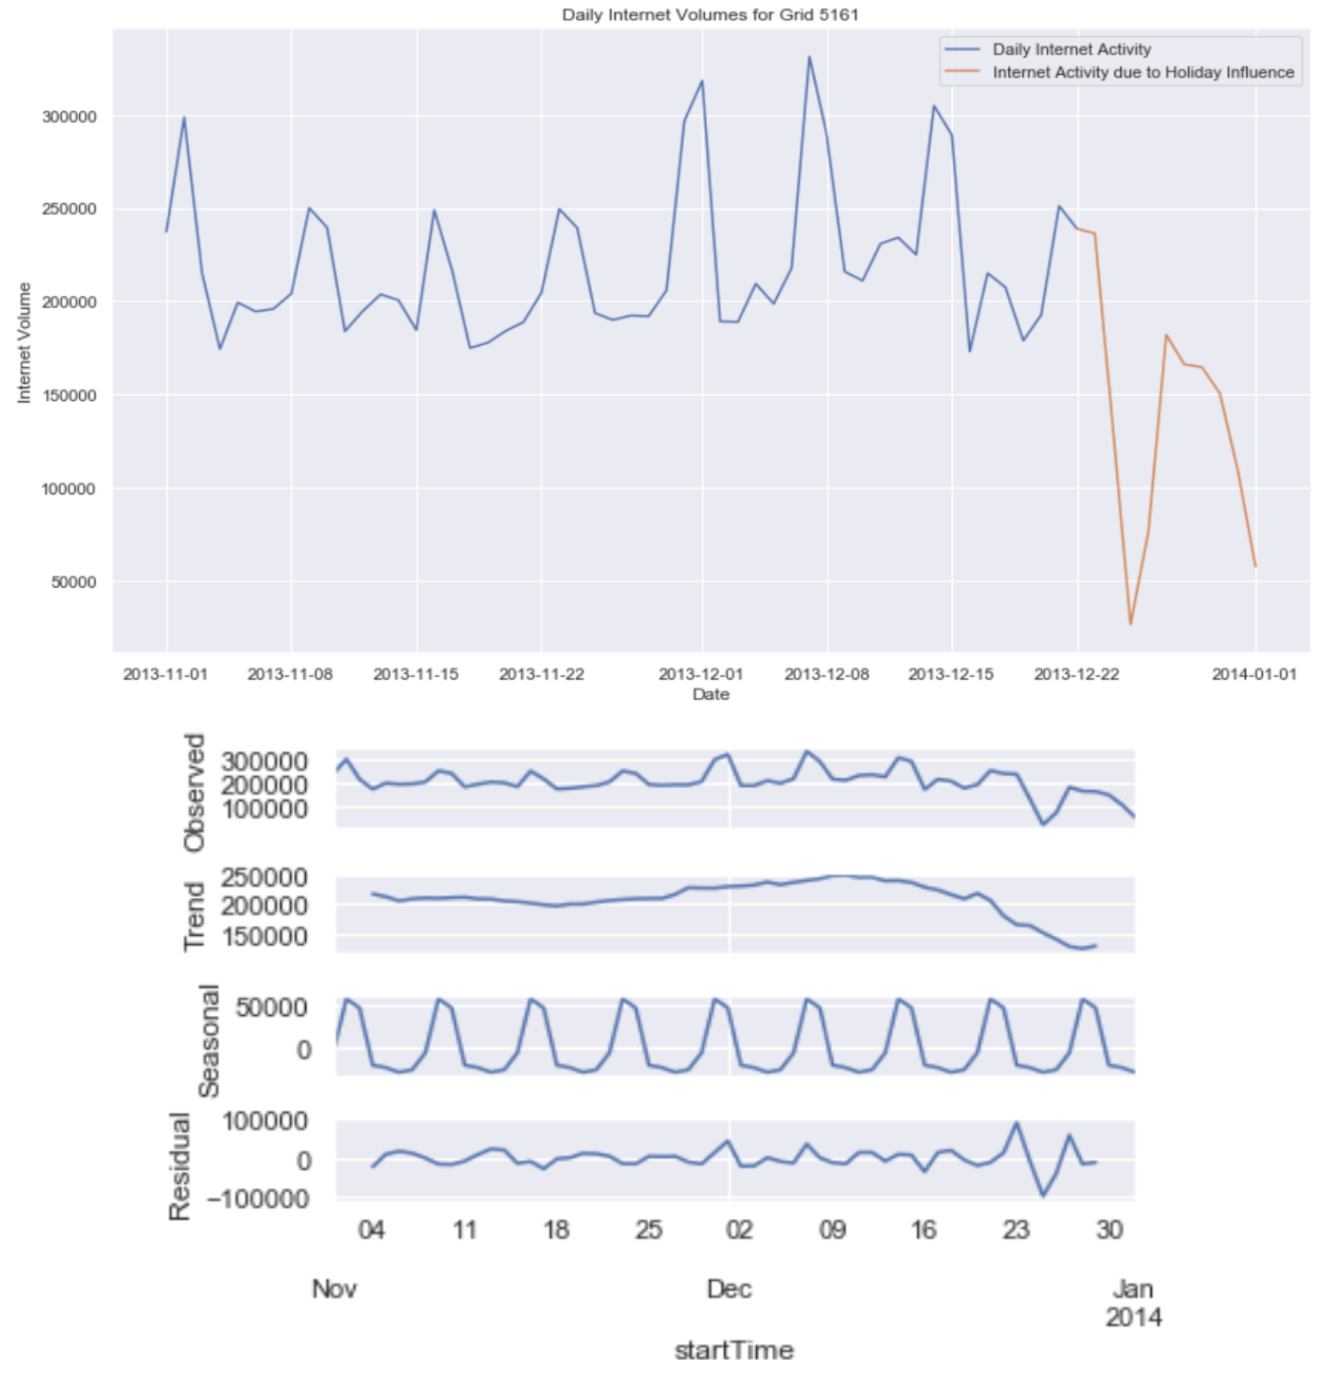 Daily Internet Volumes for Grid 5161
Daily Internet Activity
Internet Activity due to Holiday Influence
Internet Volume
300000
250000
200000
150000
100000
50000
2013-11-01 2013-11-08 2013-11-15 2013-11-22 2013-12-01 2013-12-08 2013-12-15 2013-12-22 2014-01-01
Date
Observed
300000
200000
100000
Trend
250000
200000
150000
Seasonal
50000
0
Residual
100000
0
−100000
04 11 18 25 02 09 16 23 30
Nov Dec Jan
2014
startTime